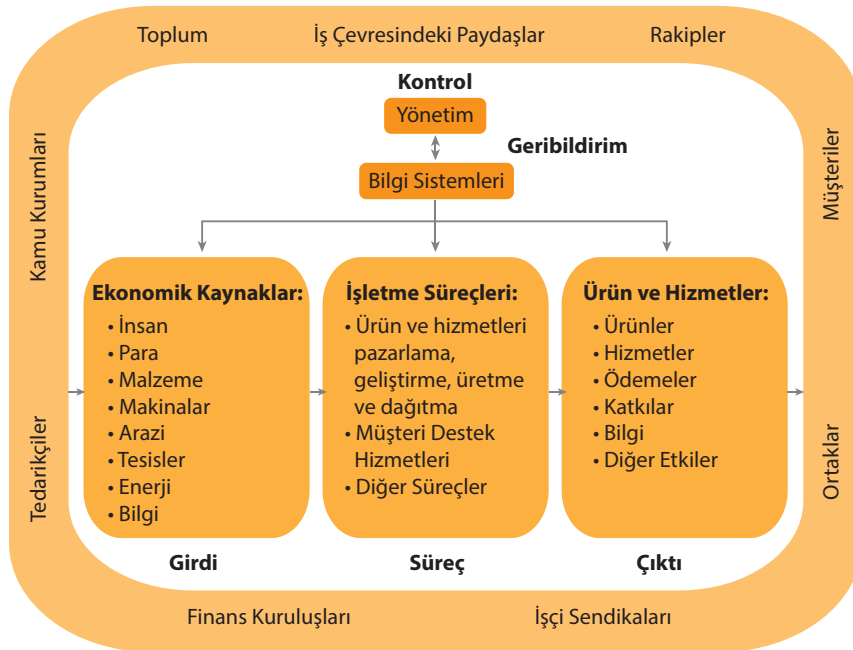 Toplum
İş Çevresindeki Paydaşlar
Rakipler
Kamu Kurumları
Tedarikçiler
Müşteriler
Ortaklar
Kontrol
Yönetim
Geribildirim
Bilgi Sistemleri
Ekonomik Kaynaklar:
• İnsan
• Para
• Malzeme
• Makinalar
• Arazi
• Tesisler
• Enerji
• Bilgi
Girdi
İşletme Süreçleri:
• Ürün ve hizmetleri
pazarlama,
geliştirme, üretme
ve dağıtma
• Müşteri Destek
Hizmetleri
• Diğer Süreçler
Süreç
Ürün ve Hizmetler:
• Ürünler
• Hizmetler
• Ödemeler
• Katkılar
• Bilgi
• Diğer Etkiler
Çıktı
Finans Kuruluşları
İşçi Sendikaları